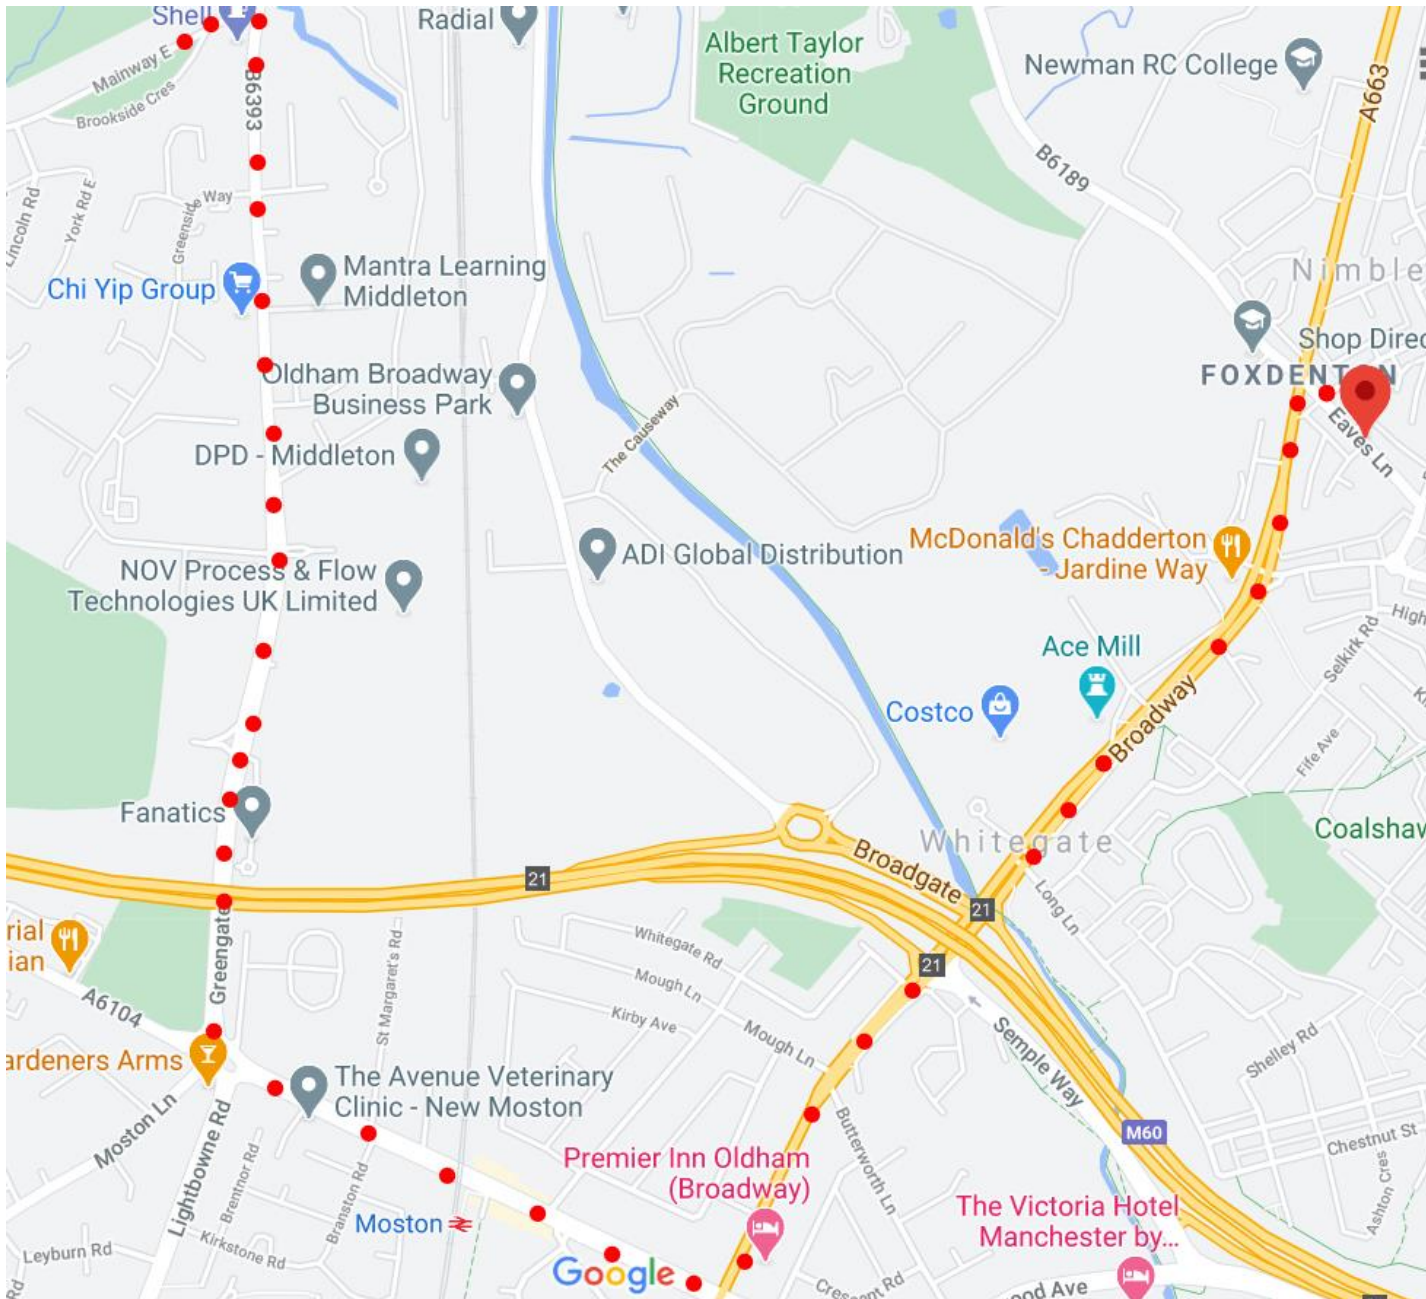 Shell
Radial
Albert Taylor
Recreation
Ground
Newman RC College
A663
Mainway E
Brookside Cres
B6393
B6189
Lincoln Rd
York Rd E
Greenside Way
Nimble
Mantra Learning
Middleton
Chi Yip Group
Shop Direc
FOXDENT N
Oldham Broadway
Business Park
Eaves Ln
The Causeway
DPD - Middleton
McDonald's Chadderton
- Jardine Way
ADI Global Distribution
NOV Process & Flow
Technologies UK Limited
High
Selkirk Rd
Ace Mill
Costco
Broadway
Fife Ave
Fanatics
Coalshaw
Whitegate
Broadgate
21
21
21
Long Ln
rial
ian
Greengate
St Margaret's Rd
Whitegate Rd
Mough Ln
Kirby Ave
Mough Ln
A6104
Semple Way
Shelley Rd
ardeners Arms
The Avenue Veterinary
Clinic - New Moston
Moston Ln
Lightbowne Rd
Butterworth Ln
M60
Chestnut St
Premier Inn Oldham
(Broadway)
Brentnor Rd
Branston Rd
Ashton Cres
The Victoria Hotel
Manchester by...
Moston
Leyburn Rd
Kirkstone Rd
Google
Crescent Rd
ood Ave
Rd